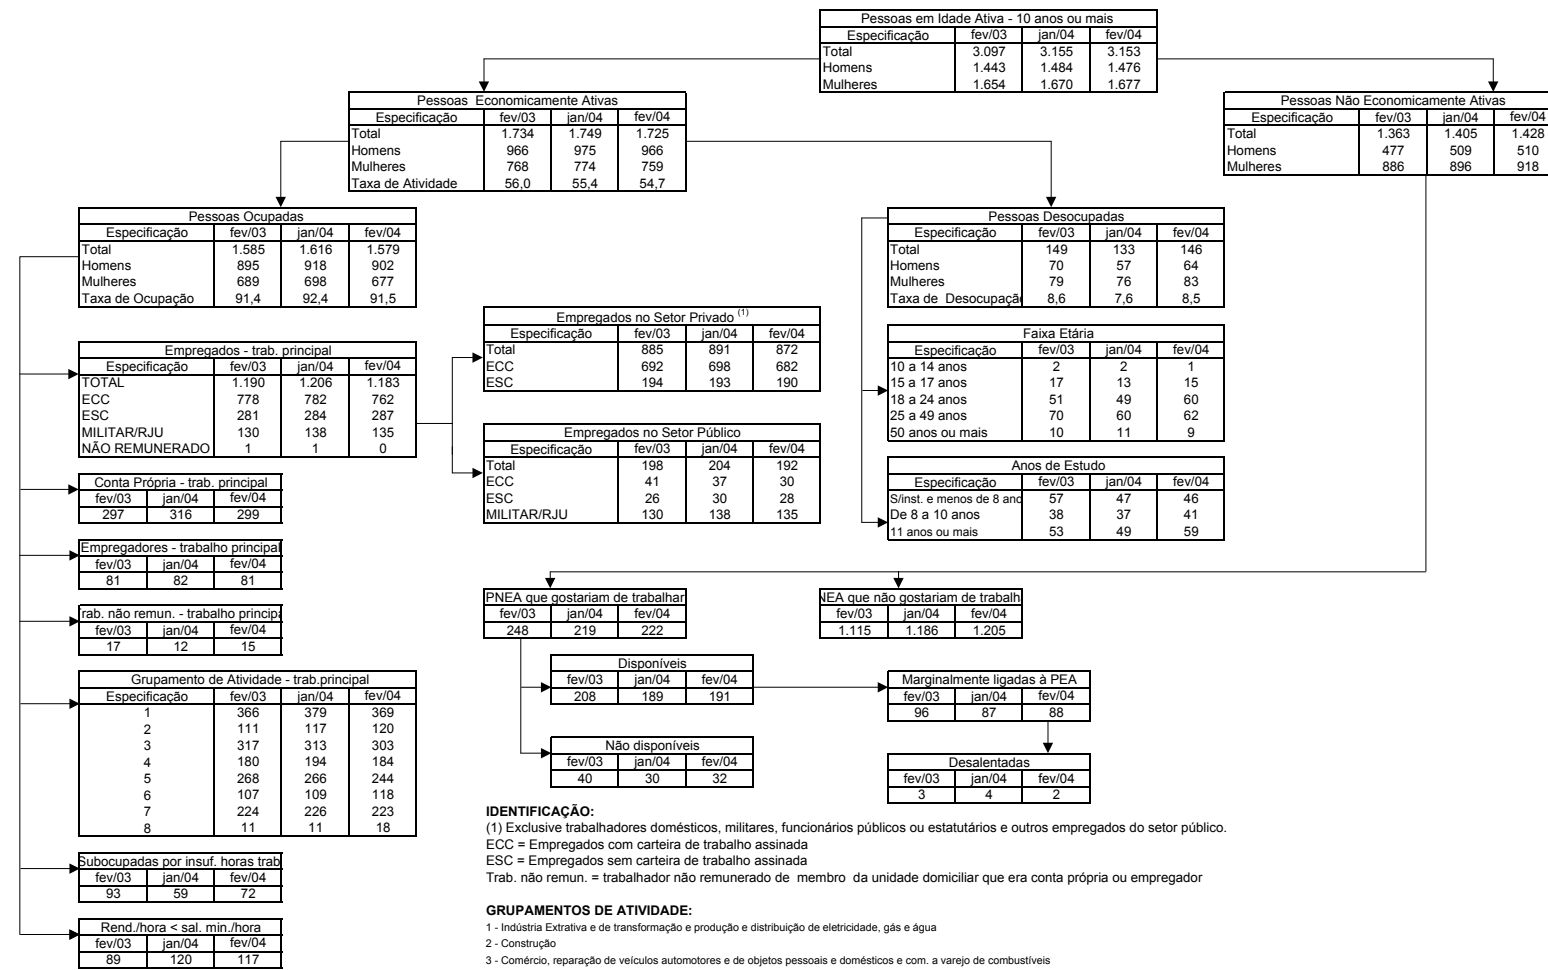 Pessoas em Idade Ativa - 10 anos ou mais
Especificação fev/03 jan/04 fev/04
Total 3.097 3.155 3.153
Homens 1.443 1.484 1.476
Mulheres 1.654 1.670 1.677
Pessoas Economicamente Ativas
Especificação fev/03 jan/04 fev/04
Total 1.734 1.749 1.725
Homens 966 975 966
Mulheres 768 774 759
Taxa de Atividade 56,0 55,4 54,7
Pessoas Não Economicamente Ativas
Especificação fev/03 jan/04 fev/04
Total 1.363 1.405 1.428
Homens 477 509 510
Mulheres 886 896 918
Pessoas Ocupadas
Especificação fev/03 jan/04 fev/04
Total 1.585 1.616 1.579
Homens 895 918 902
Mulheres 689 698 677
Taxa de Ocupação 91,4 92,4 91,5
Pessoas Desocupadas
Especificação fev/03 jan/04 fev/04
Total 149 133 146
Homens 70 57 64
Mulheres 79 76 83
Taxa de Desocupaçã 8,6 7,6 8,5
Empregados - trab. principal
Especificação fev/03 jan/04 fev/04
TOTAL 1.190 1.206 1.183
ECC 778 782 762
ESC 281 284 287
MILITAR/RJU 130 138 135
NÃO REMUNERADO 1 1 0
Empregados no Setor Privado (1)
Especificação fev/03 jan/04 fev/04
Total 885 891 872
ECC 692 698 682
ESC 194 193 190
Empregados no Setor Público
Especificação fev/03 jan/04 fev/04
Total 198 204 192
ECC 41 37 30
ESC 26 30 28
MILITAR/RJU 130 138 135
Faixa Etária
Especificação fev/03 jan/04 fev/04
10 a 14 anos 2 2 1
15 a 17 anos 17 13 15
18 a 24 anos 51 49 60
25 a 49 anos 70 60 62
50 anos ou mais 10 11 9
Anos de Estudo
Especificação fev/03 jan/04 fev/04
S/inst. e menos de 8 ano 57 47 46
De 8 a 10 anos 38 37 41
11 anos ou mais 53 49 59
Conta Própria - trab. principal
fev/03 jan/04 fev/04
297 316 299
Empregadores - trabalho principal
fev/03 jan/04 fev/04
81 82 81
rab. não remun. - trabalho principa
fev/03 jan/04 fev/04
17 12 15
PNEA que gostariam de trabalhar
fev/03 jan/04 fev/04
248 219 222
NEA que não gostariam de trabalh
fev/03 jan/04 fev/04
1.115 1.186 1.205
Disponíveis
fev/03 jan/04 fev/04
208 189 191
Marginalmente ligadas à PEA
fev/03 jan/04 fev/04
96 87 88
Não disponíveis
fev/03 jan/04 fev/04
40 30 32
Desalentadas
fev/03 jan/04 fev/04
3 4 2
Grupamento de Atividade - trab.principal
Especificação fev/03 jan/04 fev/04
1 366 379 369
2 111 117 120
3 317 313 303
4 180 194 184
5 268 266 244
6 107 109 118
7 224 226 223
8 11 11 18
Subocupadas por insuf. horas trab
fev/03 jan/04 fev/04
93 59 72
Rend./hora < sal. min./hora
fev/03 jan/04 fev/04
89 120 117
IDENTIFICAÇÃO:
(1) Exclusive trabalhadores domésticos, militares, funcionários públicos ou estatutários e outros empregados do setor público.
ECC = Empregados com carteira de trabalho assinada
ESC = Empregados sem carteira de trabalho assinada
Trab. não remun. = trabalhador não remunerado de membro da unidade domiciliar que era conta própria ou empregador
GRUPAMENTOS DE ATIVIDADE:
1 - Indústria Extrativa e de transformação e produção e distribuição de eletricidade, gás e água
2 - Construção
3 - Comércio, reparação de veículos automotores e de objetos pessoais e domésticos e com. a varejo de combustíveis